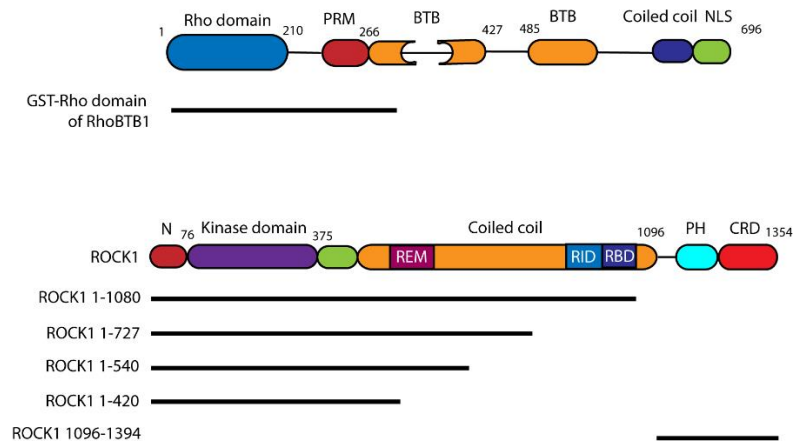 Rho domain PRM BTB BTB Coiled coil NLS
1 210 266 427 485 696
GST-Rho domain
of RhoBTB1
N Kinase domain Coiled coil PH CRD
76 375 1096 1354
ROCK1 REM RID RBD
ROCK1 1-1080
ROCK1 1-727
ROCK1 1-540
ROCK1 1-420
ROCK1 1096-1394